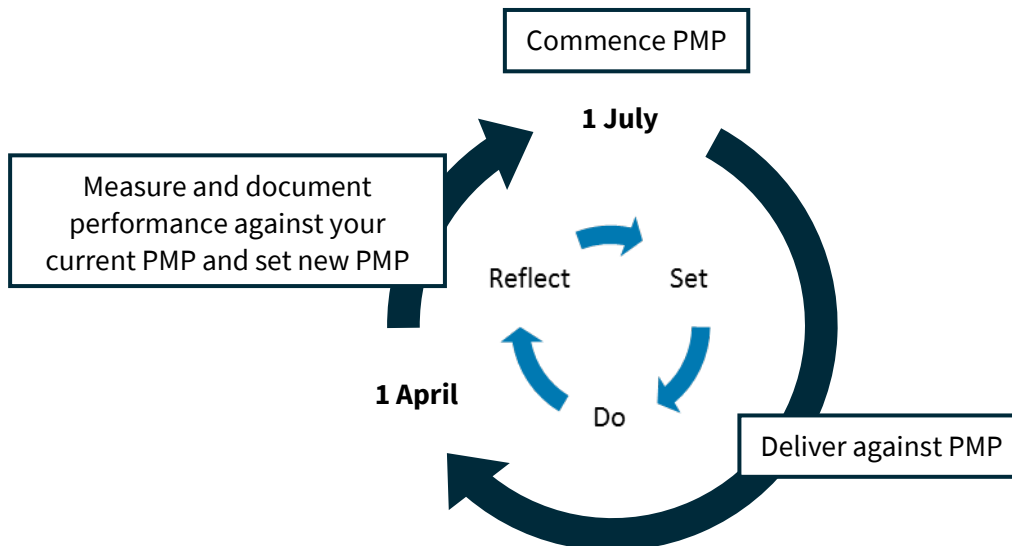 Commence PMP
1 July
Measure and document
performance against your
current PMP and set new PMP
Reflect
Set
1 April
Do
Deliver against PMP